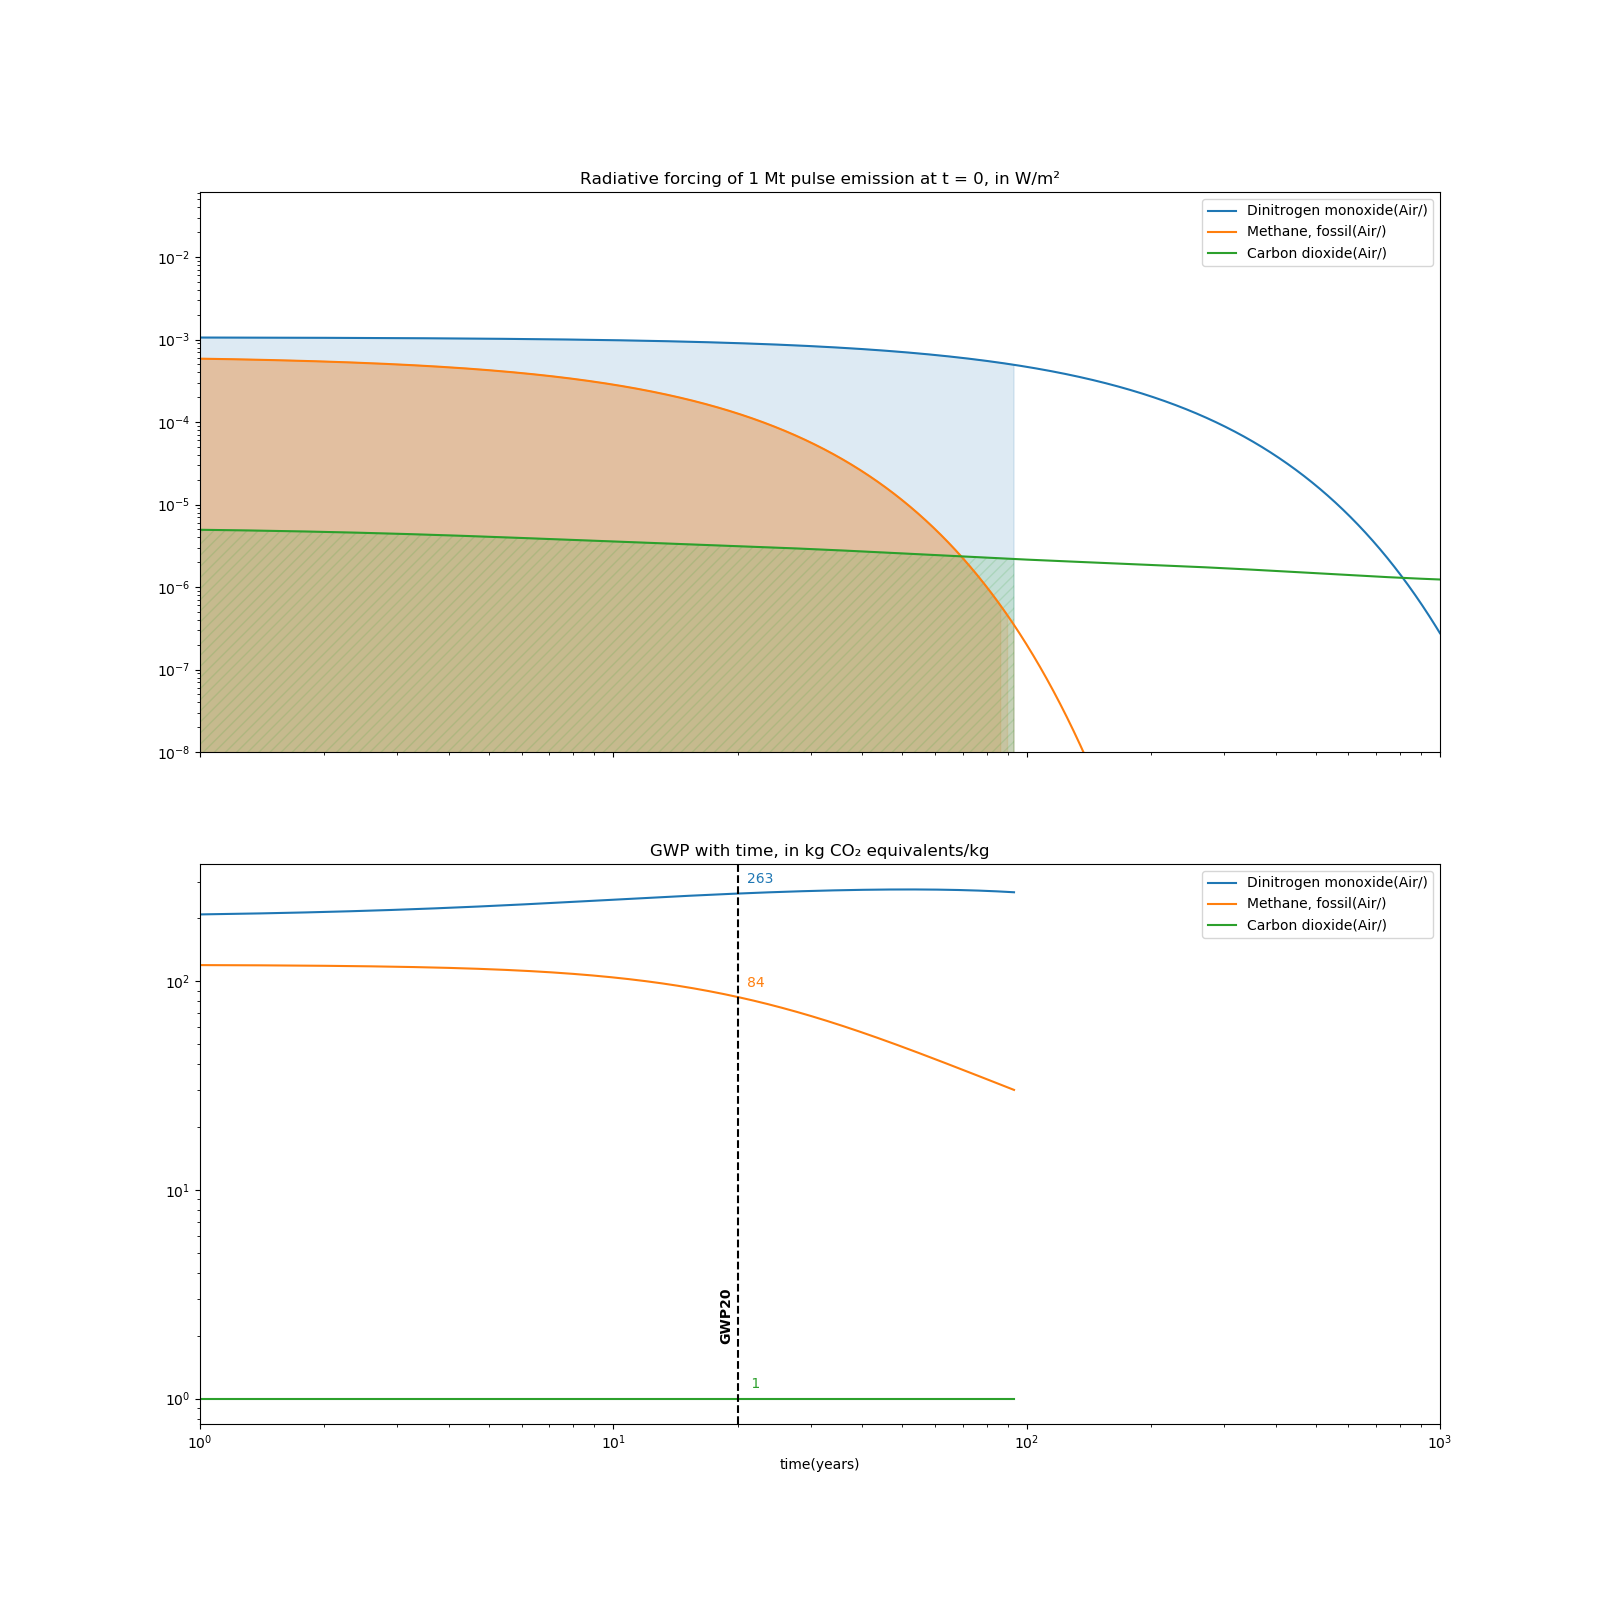 Radiative forcing of 1 Mt pulse emission at t = 0, in W/m²
Dinitrogen monoxide(Air/)
Methane, fossil(Air/)
Carbon dioxide(Air/)
10⁻²
10⁻³
10⁻⁴
10⁻⁵
10⁻⁶
10⁻⁷
10⁻⁸
GWP with time, in kg CO₂ equivalents/kg
Dinitrogen monoxide(Air/)
Methane, fossil(Air/)
Carbon dioxide(Air/)
263
84
1
GWP20
10²
10¹
10⁰
10⁰ 10¹ 10² 10³
time(years)